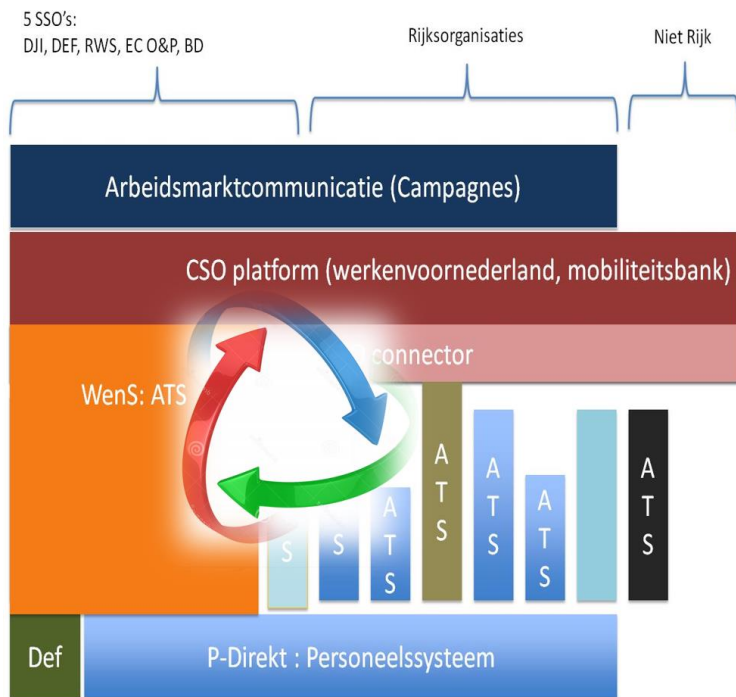 5 SSO's:
DJI, DEF, RWS, EC O&P, BD
Rijksorganisaties
Niet Rijk
Arbeidsmarktcommunicatie (Campagnes)
CSO platform (werkenvoornederland, mobiliteitsbank)
connector
WenS: ATS
S
S
A
T
S
A
T
S
A
T
S
A
T
S
A
T
S
Def
P-Direkt : Personeelssysteem